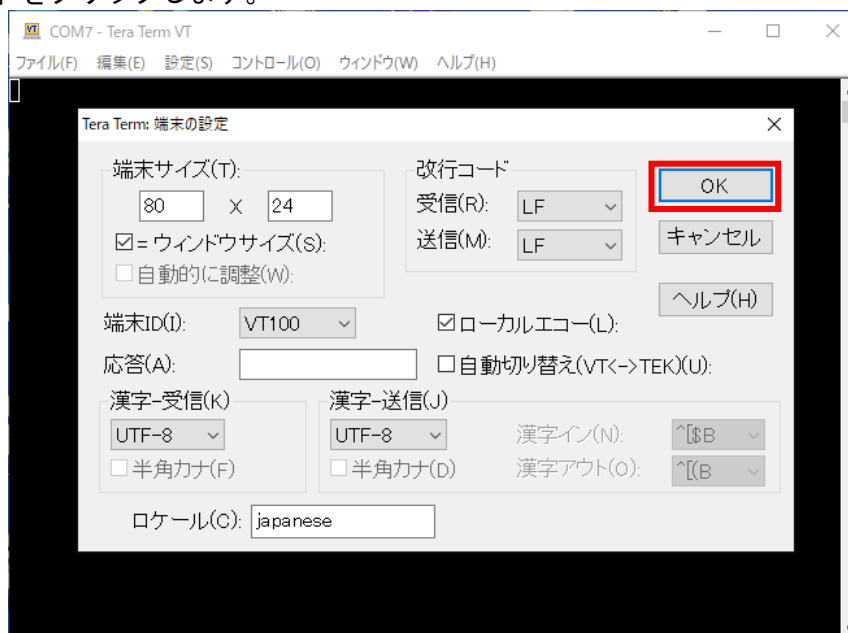 をクリックします。
VT COM7 - Tera Term VT
ファイル(F) 編集(E) 設定(S) コントロール(O) ウィンドウ(W) ヘルプ(H)
Tera Term: 端末の設定
端末サイズ(T):
80 X 24
=ウィンドウサイズ(S):
自動的に調整(W):
改行コード
受信(R): LF
送信(M): LF
OK
キャンセル
ヘルプ(H)
端末ID(I): VT100
ローカルエコー(L):
応答(A):
自動切り替え(VT<->TEK)(U):
漢字-受信(K)
UTF-8
半角カナ(F)
漢字-送信(J)
UTF-8
半角カナ(D)
漢字イン(N): ^[$B
漢字アウト(O): ^[(B
ロケール(C): japanese